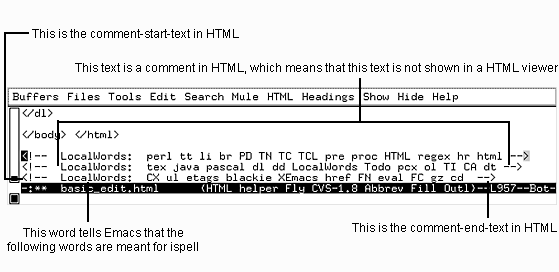 This is the comment-start-text in HTML
This text is a comment in HTML, which means that this text is not shown in a HTML viewer
Buffers Files Tools Edit Search Mule HTML Headings Show Hide Help
</dl>
</body> </html>
<!-- LocalWords: perl tt li br PD TN TC TCL pre proc HTML regex hr html -->
<!-- LocalWords: tex java pascal dl dd LocalWords Todo pcx ol TI CA dt -->
<!-- LocalWords: CX ul etags blackie XEmacs href FN eval FC gz cd -->
-:** basic_edit.html (HTML helper Fly CVS-1.8 Abbrev Fill Outl)--L957--Bot-
This word tells Emacs that the
following words are meant for ispell
This is the comment-end-text in HTML